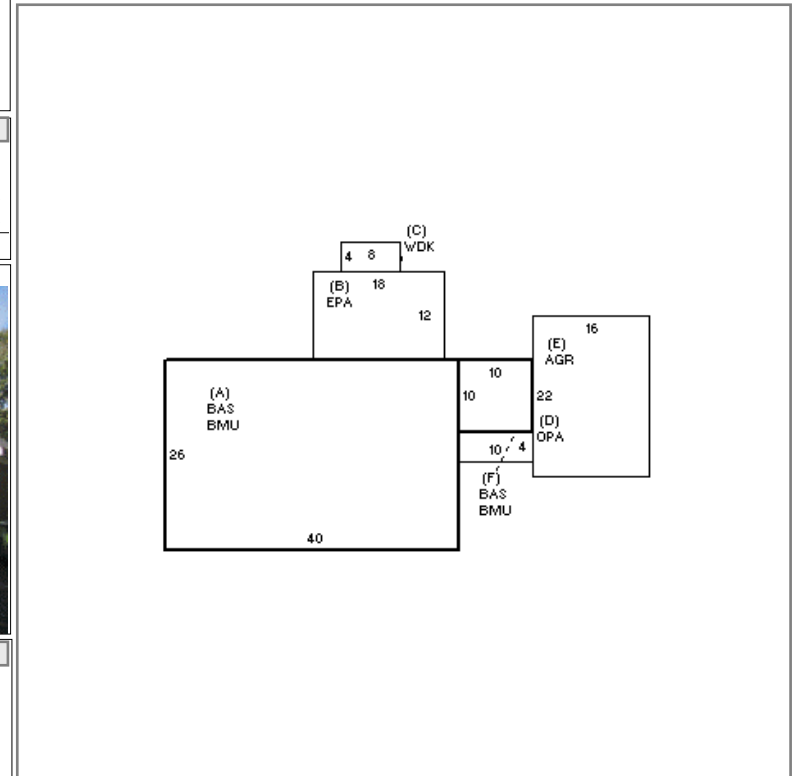 (C)
WDK
4 8
(B) 18
EPA
12
16
(E)
AGR
10
(A)
BAS
BMU
10
22
(D)
OPA
26
10 4
(F)
BAS
BMU
40